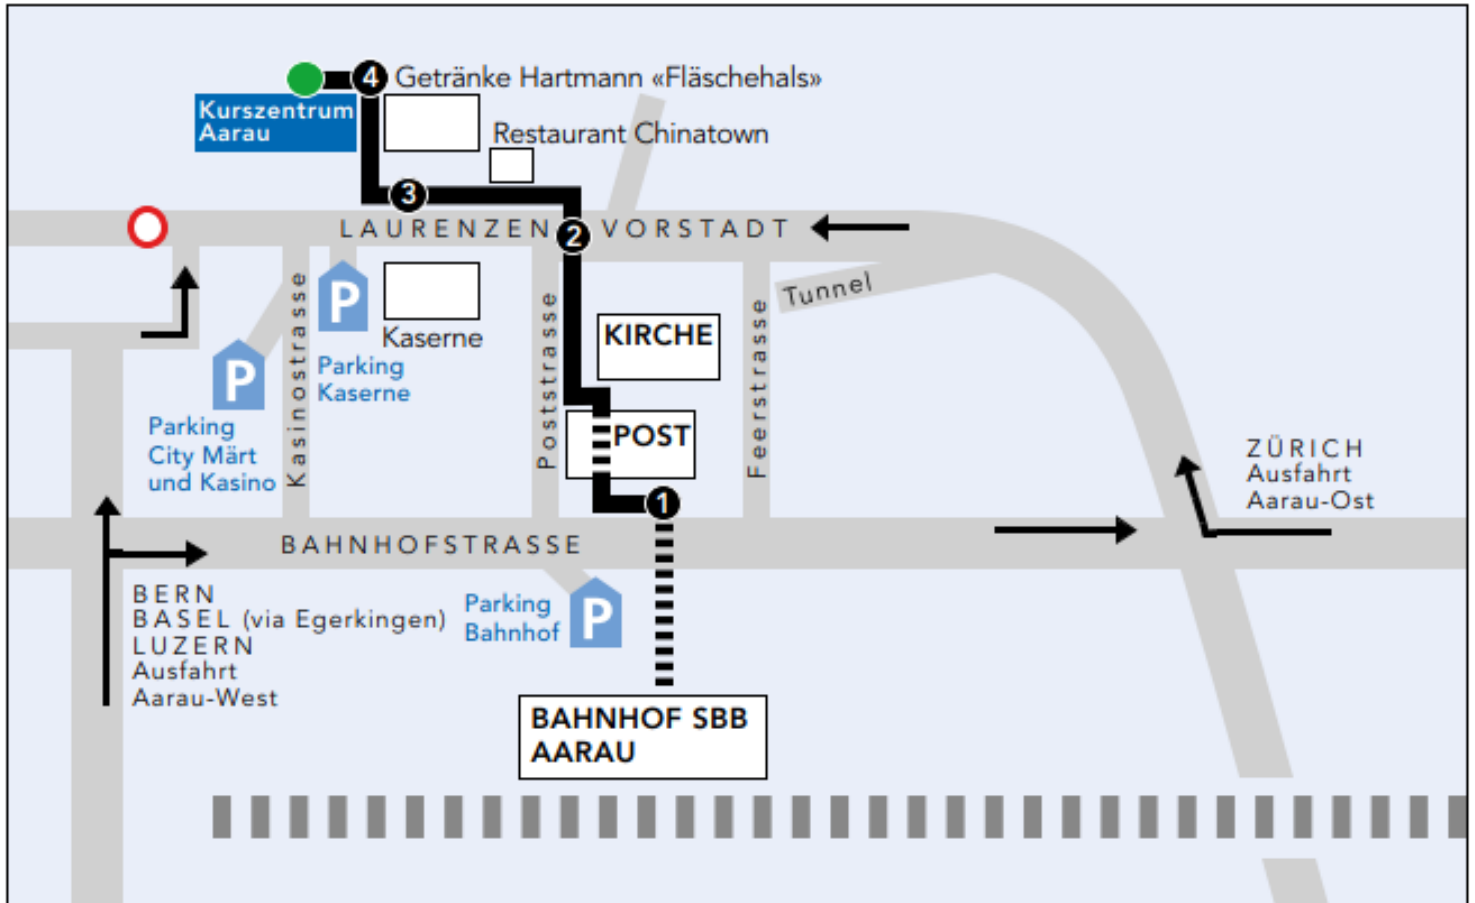 4 Getränke Hartmann «Fläschehals»
Kurszentrum
Aarau
Restaurant Chinatown
3
LAURENZEN 2 VORSTADT
Tunnel
P
Kaserne
Parking
Kaserne
P
Parking
City Märt
und Kasino
Kasinostrasse
Poststrasse
KIRCHE
POST
Feerstrasse
1
ZÜRICH
Ausfahrt
Aarau-Ost
BAHNHOFSTRASSE
BERN
BASEL (via Egerkingen)
LUZERN
Ausfahrt
Aarau-West
Parking
Bahnhof
P
BAHNHOF SBB
AARAU